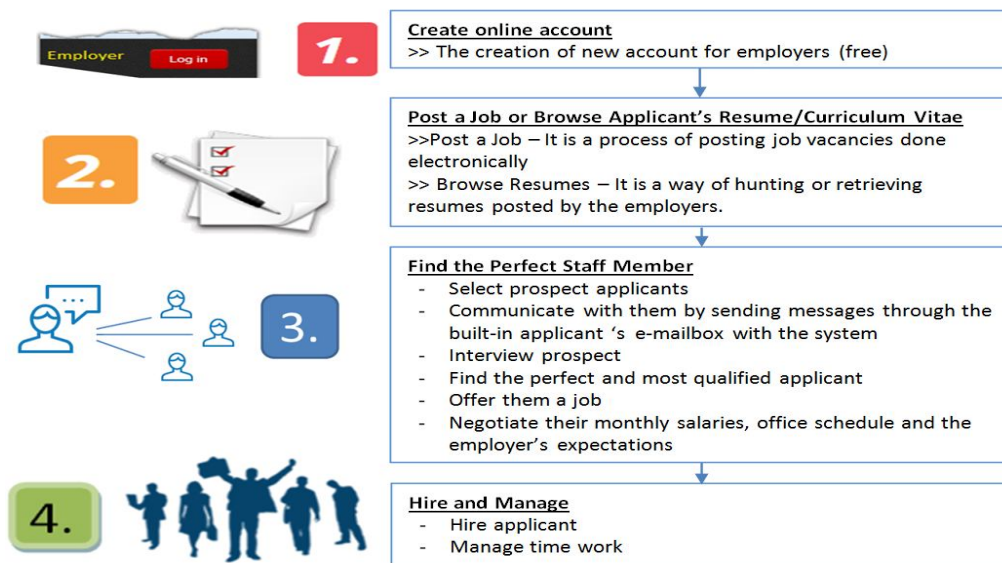 Employer
Log in
1.
Create online account
>> The creation of new account for employers (free)
2.
Post a Job or Browse Applicant’s Resume/Curriculum Vitae
>>Post a Job – It is a process of posting job vacancies done
electronically
>> Browse Resumes – It is a way of hunting or retrieving
resumes posted by the employers.
3.
Find the Perfect Staff Member
- Select prospect applicants
- Communicate with them by sending messages through the
built-in applicant ‘s e-mailbox with the system
- Interview prospect
- Find the perfect and most qualified applicant
- Offer them a job
- Negotiate their monthly salaries, office schedule and the
employer’s expectations
4.
Hire and Manage
- Hire applicant
- Manage time work